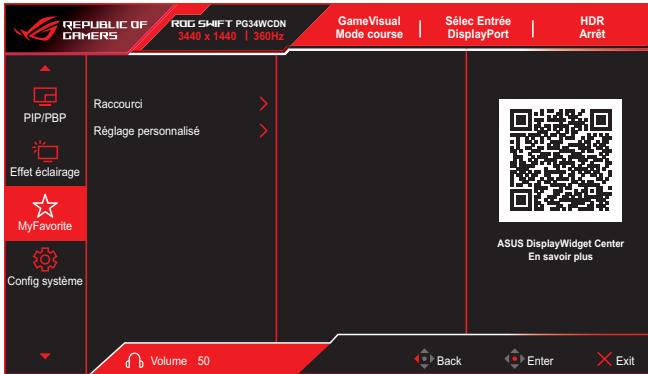 REPUBLIC OF
GAMERS
ROG SWIFT PG34WCDN
3440 x 1440 | 360Hz
GameVisual
Mode course
Sélec Entrée
DisplayPort
HDR
Arrêt
PIP/PBP
Effet éclairage
MyFavorite
Config système
Raccourci
Réglage personnalisé
ASUS DisplayWidget Center
En savoir plus
Volume 50
Back
Enter
Exit